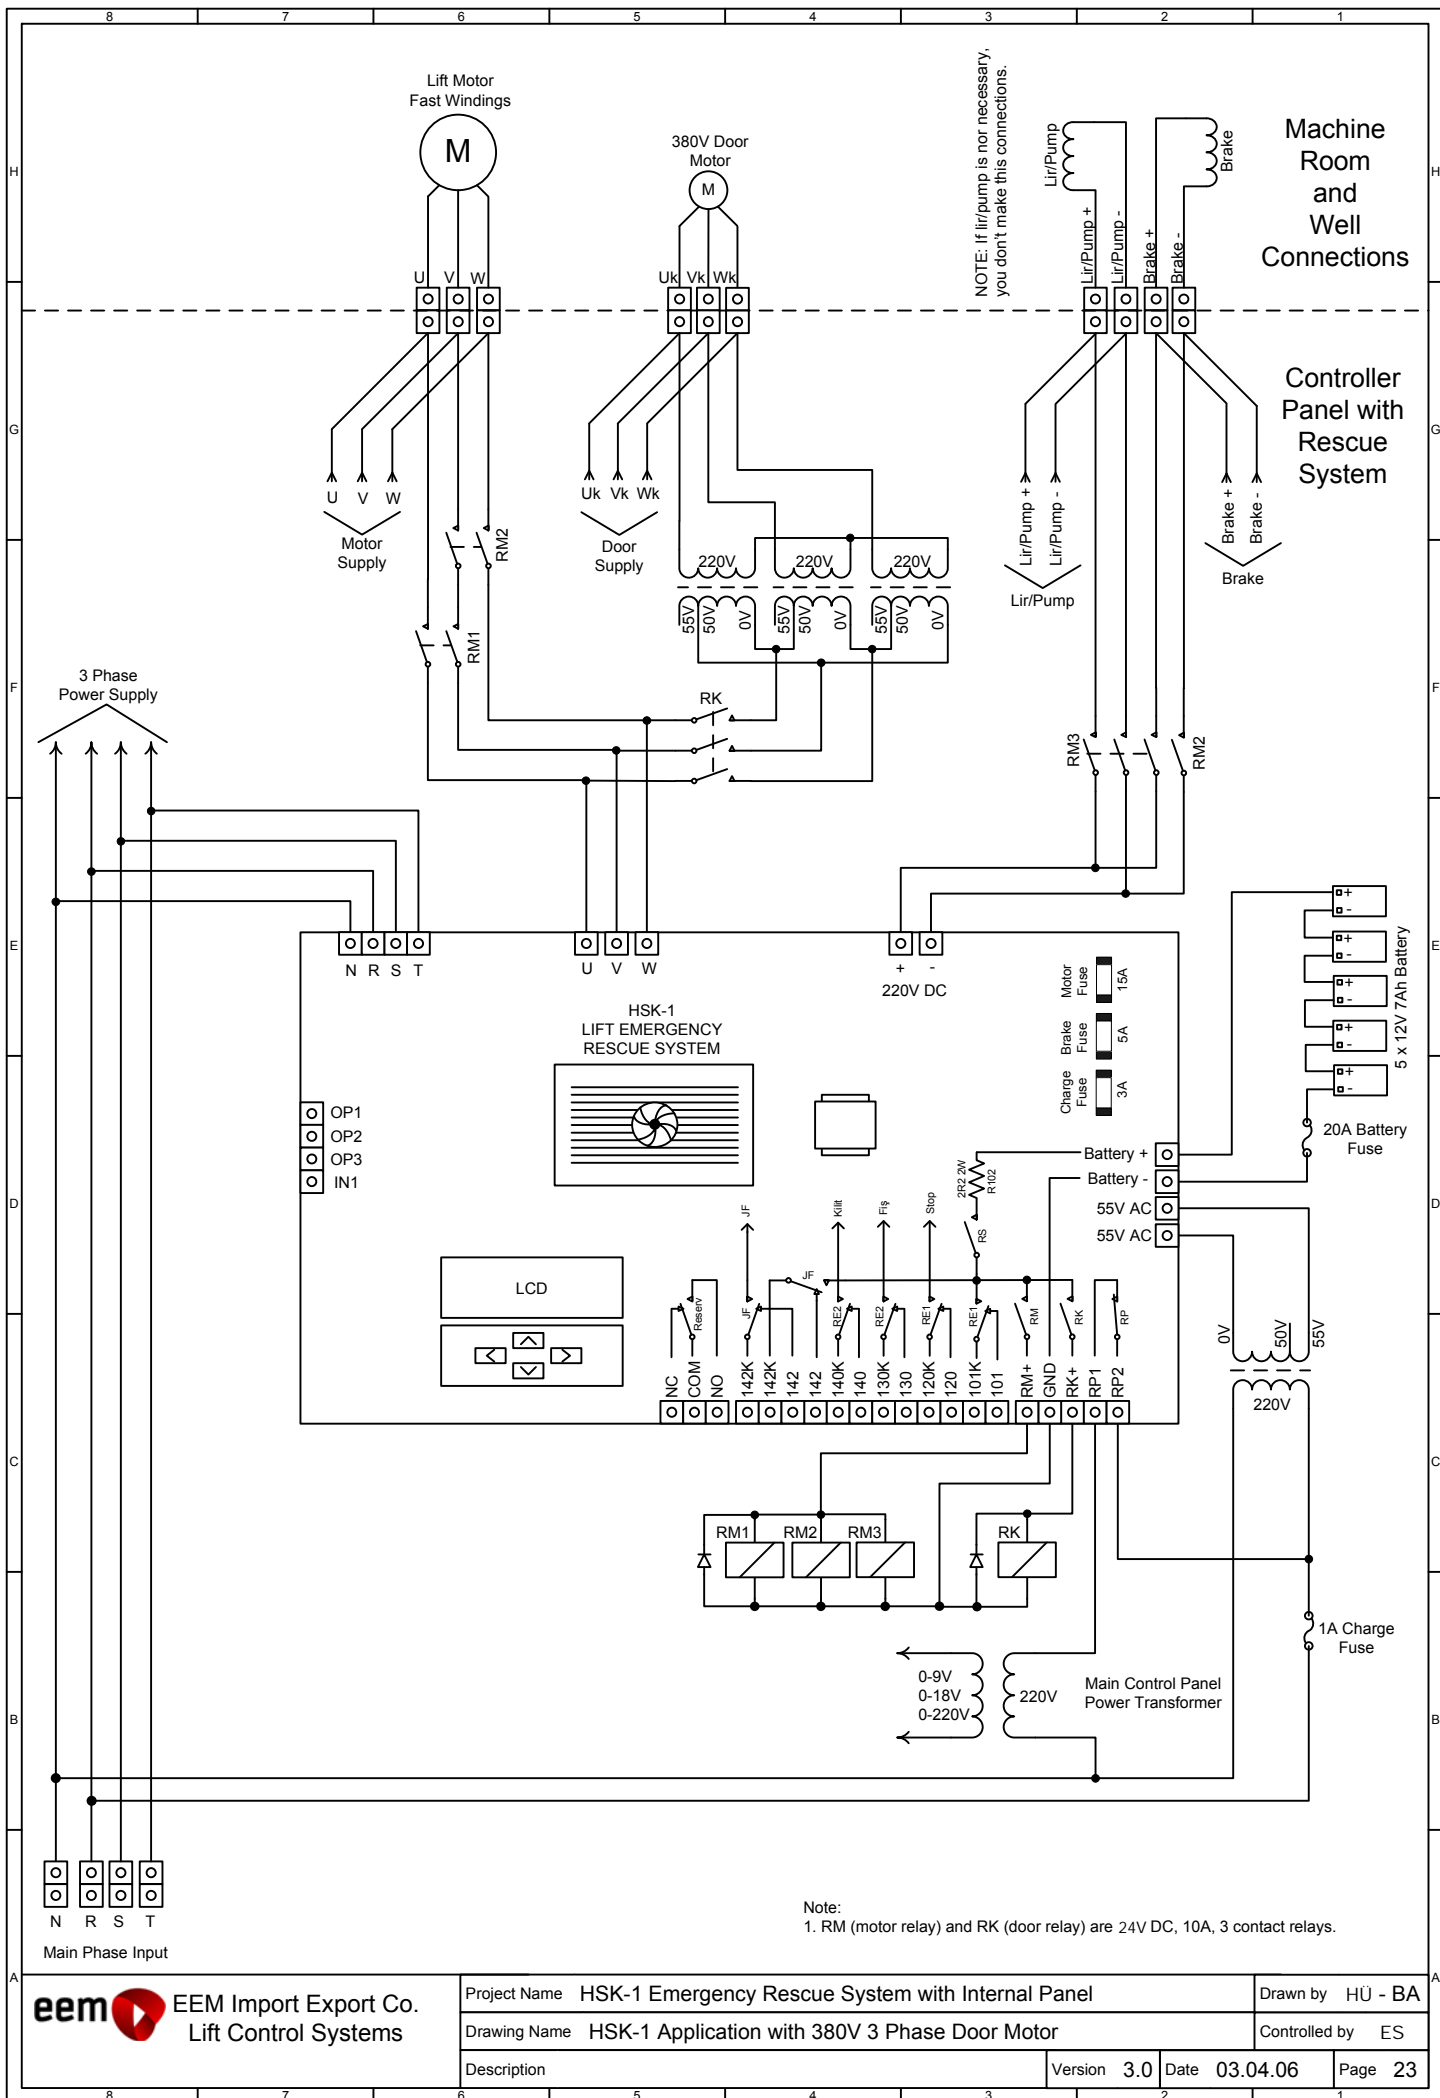 8 7 6 5 4 3 2 1
Lift Motor
Fast Windings
M
380V Door
Motor
M
NOTE: If lir/pump is nor necessary,
you don't make this connections.
Lir/Pump
Brake
Machine
Room
and
Well
Connections
H H
U V W
Uk Vk Wk
Lir/Pump +
Lir/Pump -
Brake +
Brake -
Controller
Panel with
Rescue
System
G G
U V W
Motor
Supply
Uk Vk Wk
Door
Supply
Lir/Pump +
Lir/Pump -
Lir/Pump
Brake +
Brake -
Brake
RM2
RM1
220V 220V 220V
55V 50V 0V 55V 50V 0V 55V 50V 0V
F F
3 Phase
Power Supply
RK
RM3
RM2
E E
N R S T
U V W
+ -
220V DC
HSK-1
LIFT EMERGENCY
RESCUE SYSTEM
Motor
Fuse
15A
Brake
Fuse
5A
Charge
Fuse
3A
+
-
+
-
+
-
+
-
+
-
5 x 12V 7Ah Battery
20A Battery
Fuse
OP1
OP2
OP3
IN1
D D
Battery +
Battery -
55V AC
55V AC
2R2 2W
R102
RS
JF
Kilit
Fiş
Stop
LCD
JF
Reserv
JF
RE2
RE2
RE1
RE1
RM
RK
RP
NC COM NO 142K 142K 142 142 140K 140 130K 130 120K 120 101K 101 RM+ GND RK+ RP1 RP2
0V 50V 55V
220V
C C
RM1 RM2 RM3 RK
1A Charge
Fuse
0-9V
0-18V
0-220V
220V
Main Control Panel
Power Transformer
B B
N R S T
Main Phase Input
Note:
1. RM (motor relay) and RK (door relay) are 24V DC, 10A, 3 contact relays.
A A
eem
EEM Import Export Co.
Lift Control Systems
Project Name HSK-1 Emergency Rescue System with Internal Panel
Drawn by HÜ - BA
Drawing Name HSK-1 Application with 380V 3 Phase Door Motor
Controlled by ES
Description
Version 3.0
Date 03.04.06
Page 23
8 7 6 5 4 3 2 1